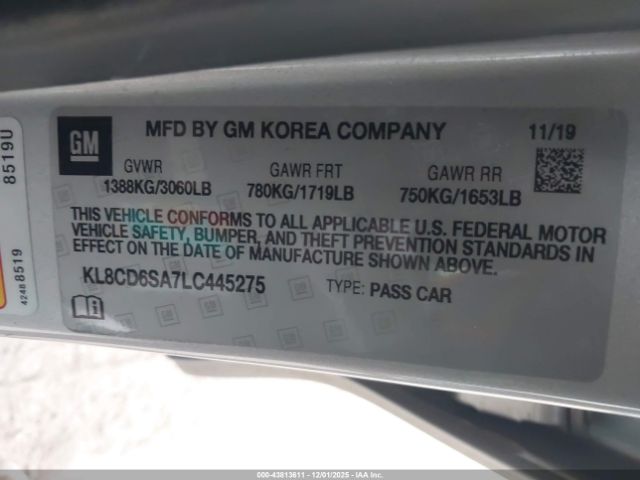 GM
MFD BY GM KOREA COMPANY
11/19
GVWR
GAWR FRT
GAWR RR
1388KG/3060LB
780KG/1719LB
750KG/1653LB
THIS VEHICLE CONFORMS TO ALL APPLICABLE U.S. FEDERAL MOTOR
VEHICLE SAFETY, BUMPER, AND THEFT PREVENTION STANDARDS IN
EFFECT ON THE DATE OF MANUFACTURE SHOWN ABOVE.
KL8CD6SA7LC445275
TYPE: PASS CAR
8519U
42488519
000-43813611 - 12/01/2025 - IAA Inc.